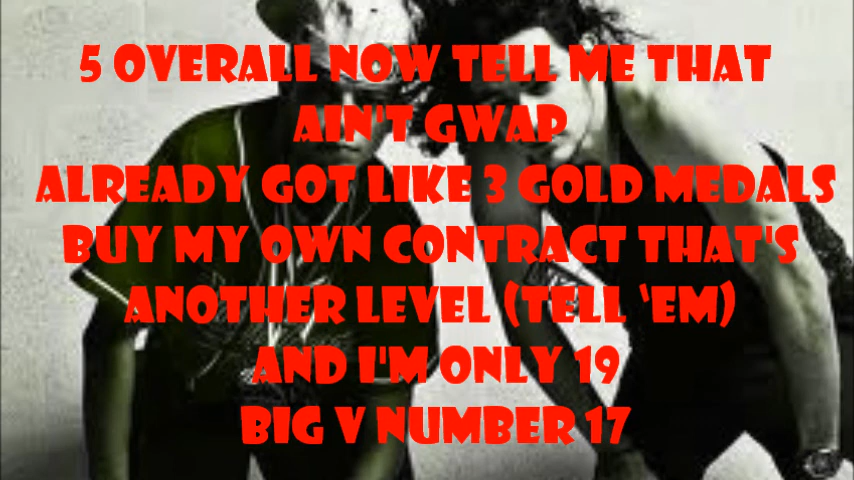 5 OVERALL NOW TELL ME THAT
AIN'T GWAP
ALREADY GOT LIKE 3 GOLD MEDALS
BUY MY OWN CONTRACT THAT'S
ANOTHER LEVEL (TELL ‘EM)
AND I'M ONLY 19
BIG V NUMBER 17